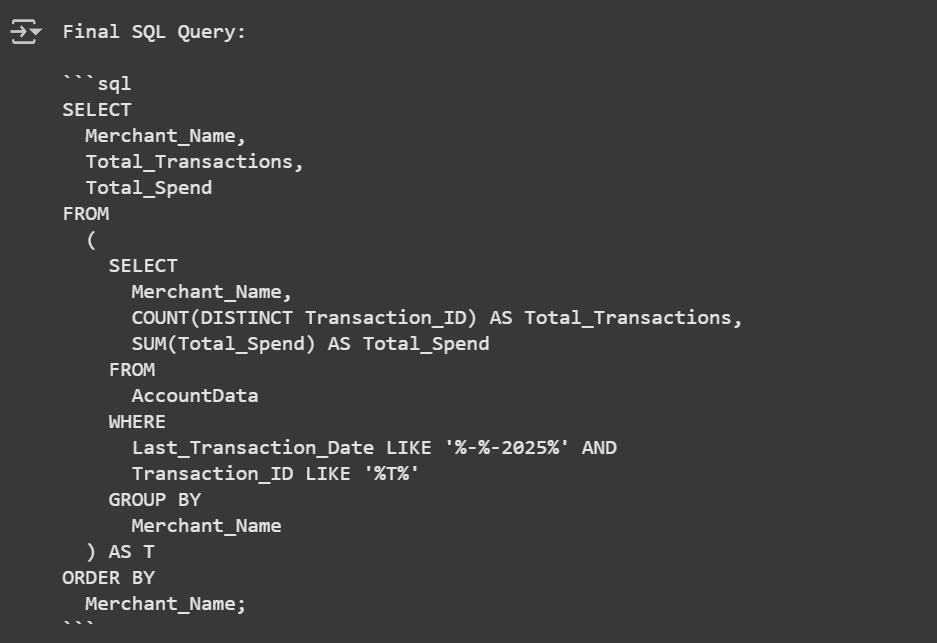 Final SQL Query:
```sql
SELECT
  Merchant_Name,
  Total_Transactions,
  Total_Spend
FROM
  (
    SELECT
      Merchant_Name,
      COUNT(DISTINCT Transaction_ID) AS Total_Transactions,
      SUM(Total_Spend) AS Total_Spend
    FROM
      AccountData
    WHERE
      Last_Transaction_Date LIKE '%-%-2025%' AND
      Transaction_ID LIKE '%T%'
    GROUP BY
      Merchant_Name
  ) AS T
ORDER BY
  Merchant_Name;
```